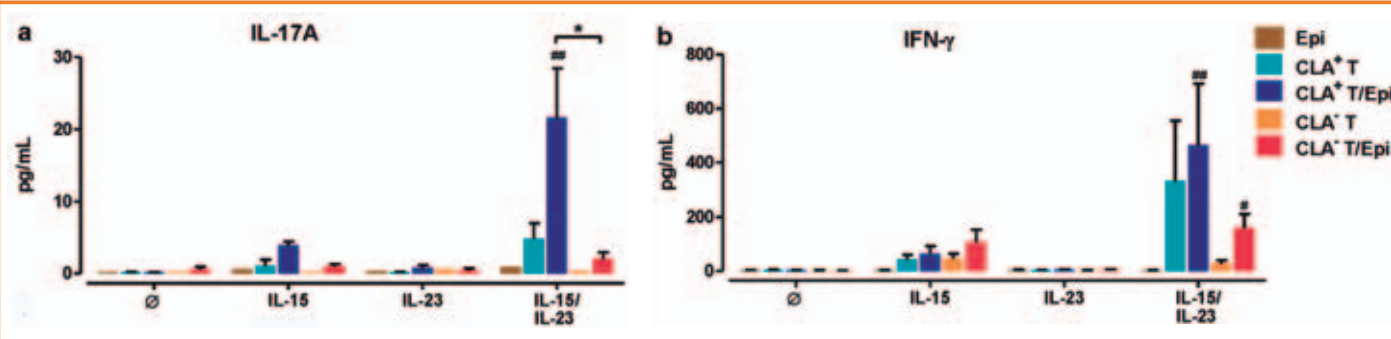 a
IL-17A
*
##
30
20
10
0
pg/mL
Ø
IL-15
IL-23
IL-15/
IL-23
b
IFN-γ
##
#
800
600
400
200
0
pg/mL
Ø
IL-15
IL-23
IL-15/
IL-23
Epi
CLA⁺ T
CLA⁺ T/Epi
CLA⁻ T
CLA⁻ T/Epi